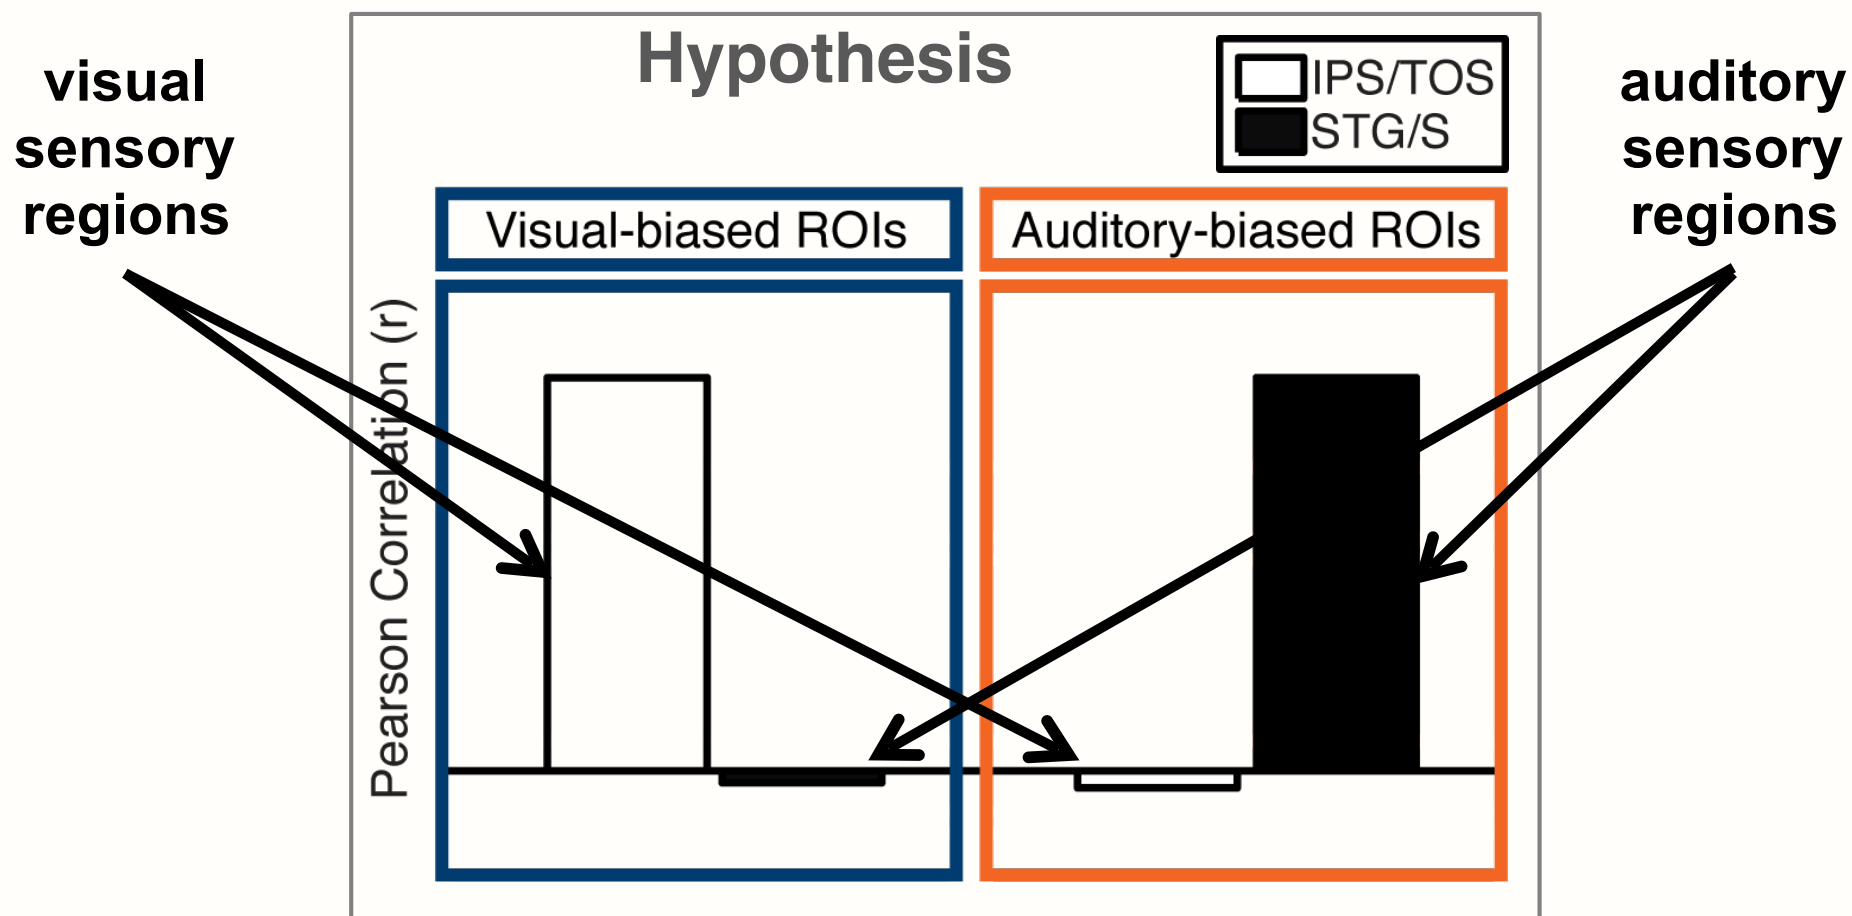 Hypothesis
IPS/TOS
STG/S
visual
sensory
regions
auditory
sensory
regions
Visual-biased ROIs
Auditory-biased ROIs
Pearson Correlation (r)